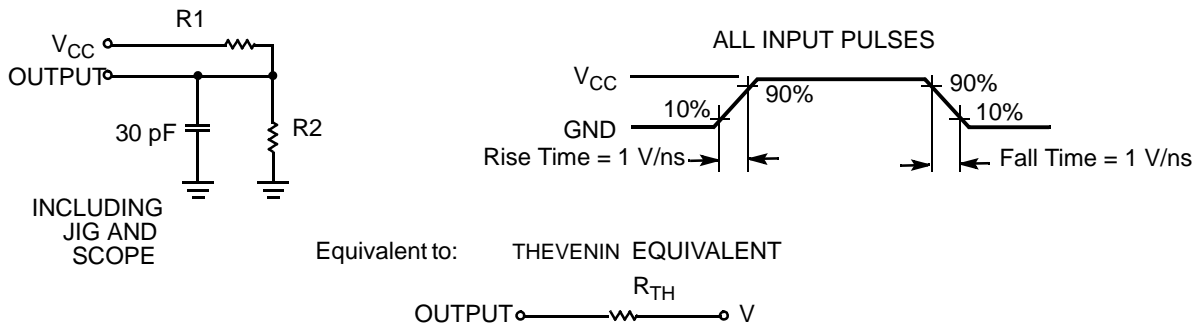 R1
VCC
OUTPUT
30 pF
R2
INCLUDING
JIG AND
SCOPE
ALL INPUT PULSES
VCC
GND
10%
90%
90%
10%
Rise Time = 1 V/ns
Fall Time = 1 V/ns
Equivalent to: THEVENIN EQUIVALENT
RTH
OUTPUT V